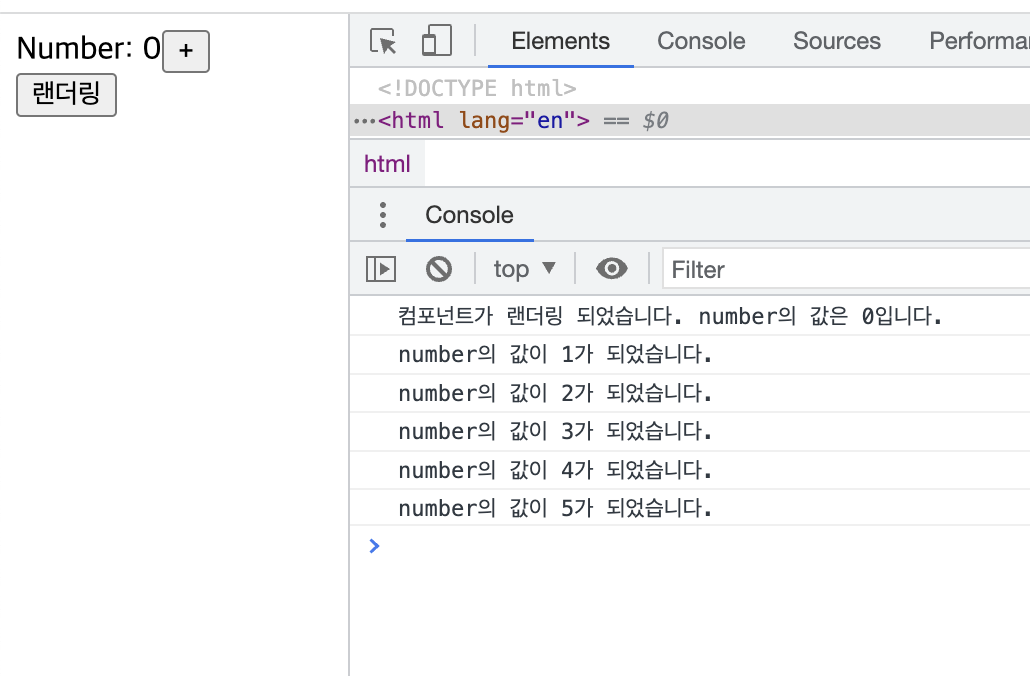 Number: 0 +
랜더링
Elements Console Sources Performa
<!DOCTYPE html>
···<html lang="en"> == $0
html
Console
top ▼ Filter
컴포넌트가 랜더링 되었습니다. number의 값은 0입니다.
number의 값이 1가 되었습니다.
number의 값이 2가 되었습니다.
number의 값이 3가 되었습니다.
number의 값이 4가 되었습니다.
number의 값이 5가 되었습니다.
>